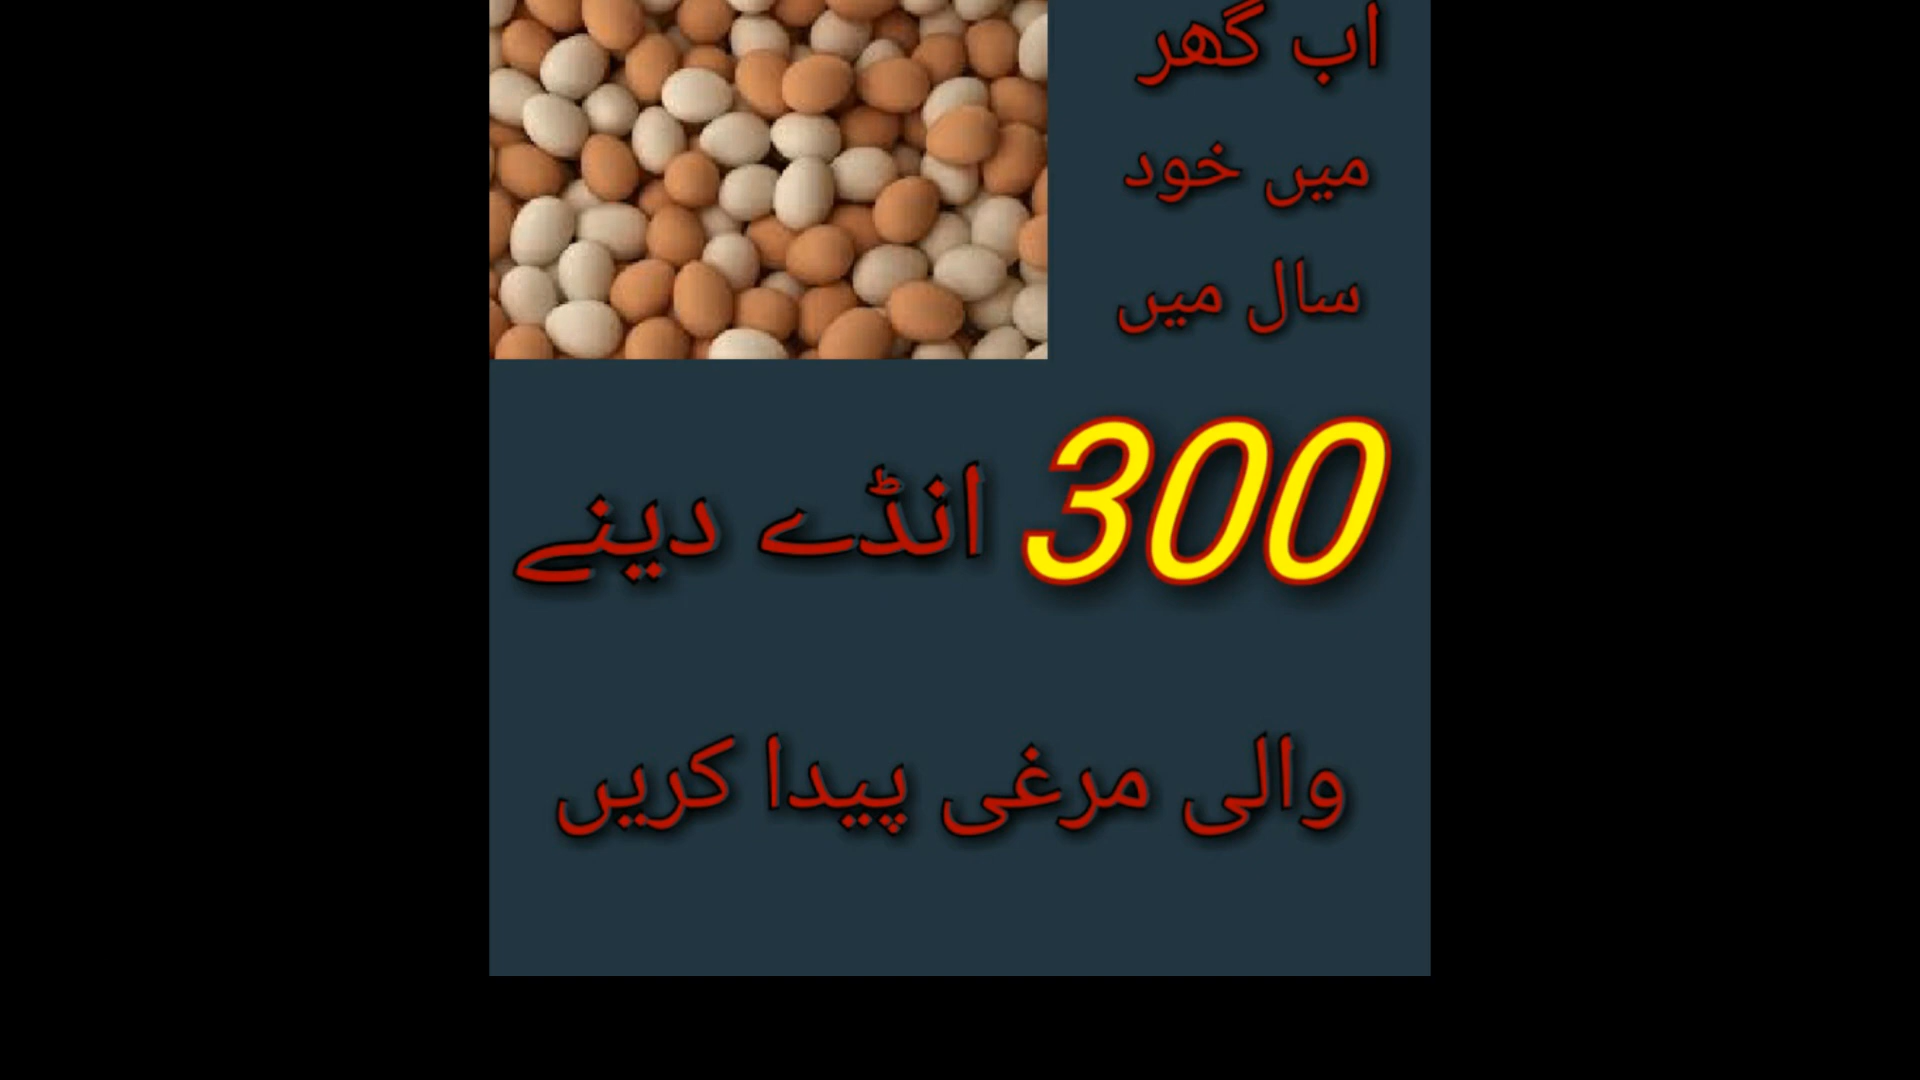 اب گھر
میں خود
سال میں
300 انڈے دینے
والی مرغی پیدا کریں